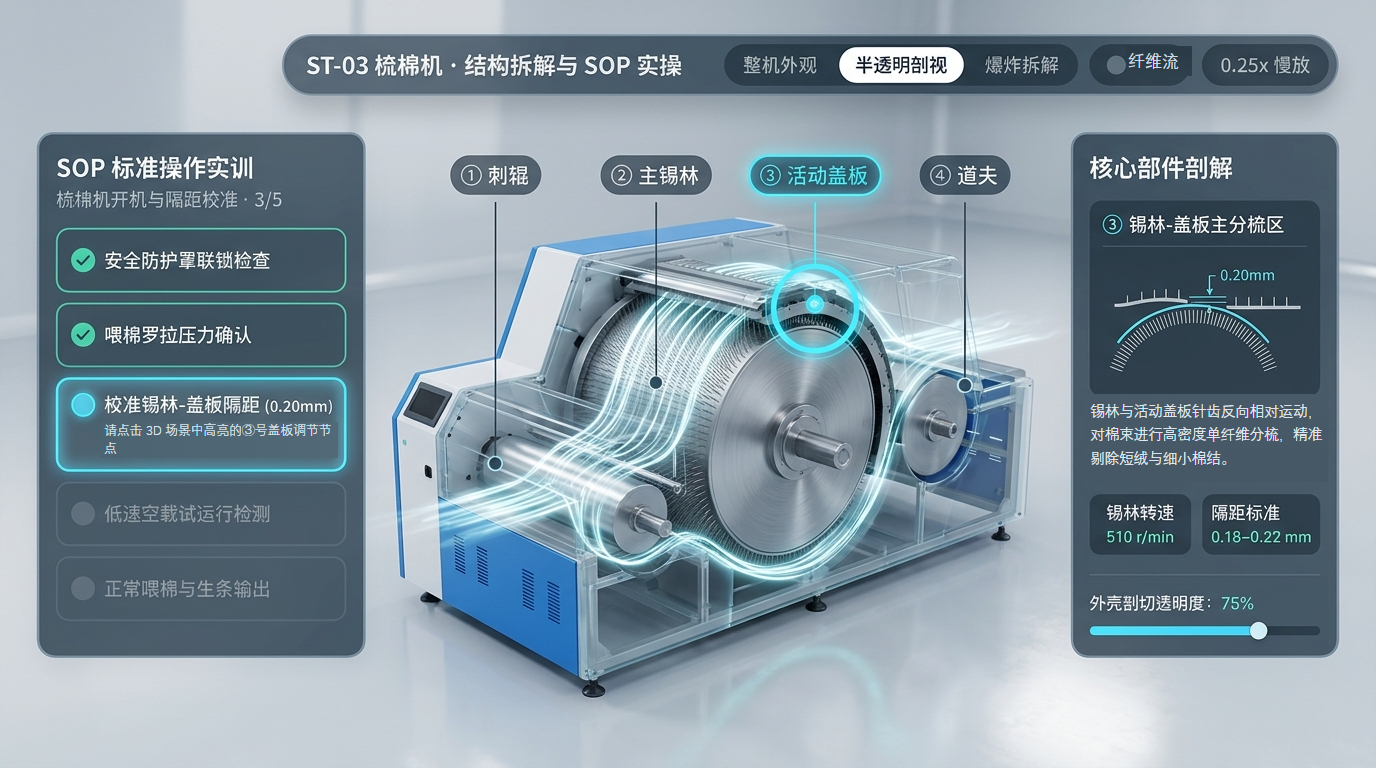 ST-03 梳棉机 · 结构拆解与 SOP 实操
整机外观
半透明剖视
爆炸拆解
纤维流
0.25x 慢放
SOP 标准操作实训
梳棉机开机与隔距校准 · 3/5
安全防护罩联锁检查
喂棉罗拉压力确认
校准锡林-盖板隔距 (0.20mm)
请点击 3D 场景中高亮的③号盖板调节节
点
低速空载试运行检测
正常喂棉与生条输出
① 刺辊
② 主锡林
③ 活动盖板
④ 道夫
核心部件剖解
③ 锡林-盖板主分梳区
0.20mm
锡林与活动盖板针齿反向相对运动,
对棉束进行高密度单纤维分梳，精准
剔除短绒与细小棉结。
锡林转速
510 r/min
隔距标准
0.18–0.22 mm
外壳剖切透明度：75%